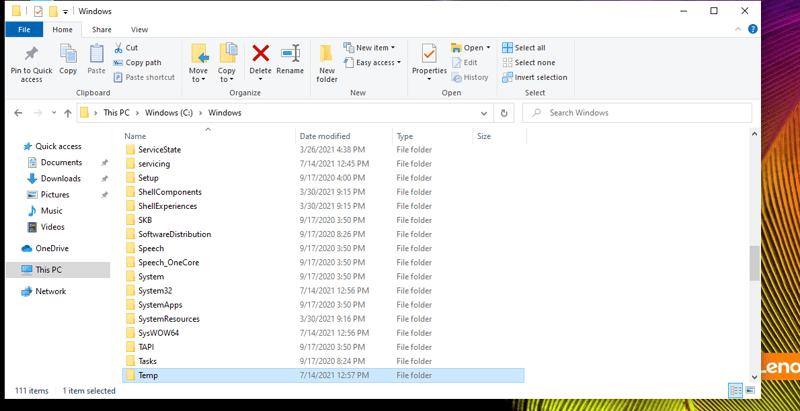 Windows
File Home Share View
Pin to Quick access
Copy
Paste
Cut
Copy path
Paste shortcut
Move to
Copy to
Delete
Rename
New folder
New item
Easy access
Properties
Open
Edit
History
Select all
Select none
Invert selection
Clipboard Organize New Open Select
This PC > Windows (C:) > Windows
Search Windows
Quick access
Documents
Downloads
Pictures
Music
Videos
OneDrive
This PC
Network
Name Date modified Type Size
ServiceState 3/26/2021 4:38 PM File folder
servicing 7/14/2021 12:45 PM File folder
Setup 9/17/2020 4:00 PM File folder
ShellComponents 3/30/2021 9:15 PM File folder
ShellExperiences 3/30/2021 9:15 PM File folder
SKB 9/17/2020 3:50 PM File folder
SoftwareDistribution 9/17/2020 8:26 PM File folder
Speech 9/17/2020 3:50 PM File folder
Speech_OneCore 9/17/2020 3:50 PM File folder
System 9/17/2020 3:50 PM File folder
System32 7/14/2021 12:56 PM File folder
SystemApps 9/17/2020 3:50 PM File folder
SystemResources 3/30/2021 9:16 PM File folder
SysWOW64 7/14/2021 12:56 PM File folder
TAPI 9/17/2020 3:50 PM File folder
Tasks 9/17/2020 8:24 PM File folder
Temp 7/14/2021 12:57 PM File folder
111 items 1 item selected
Leno